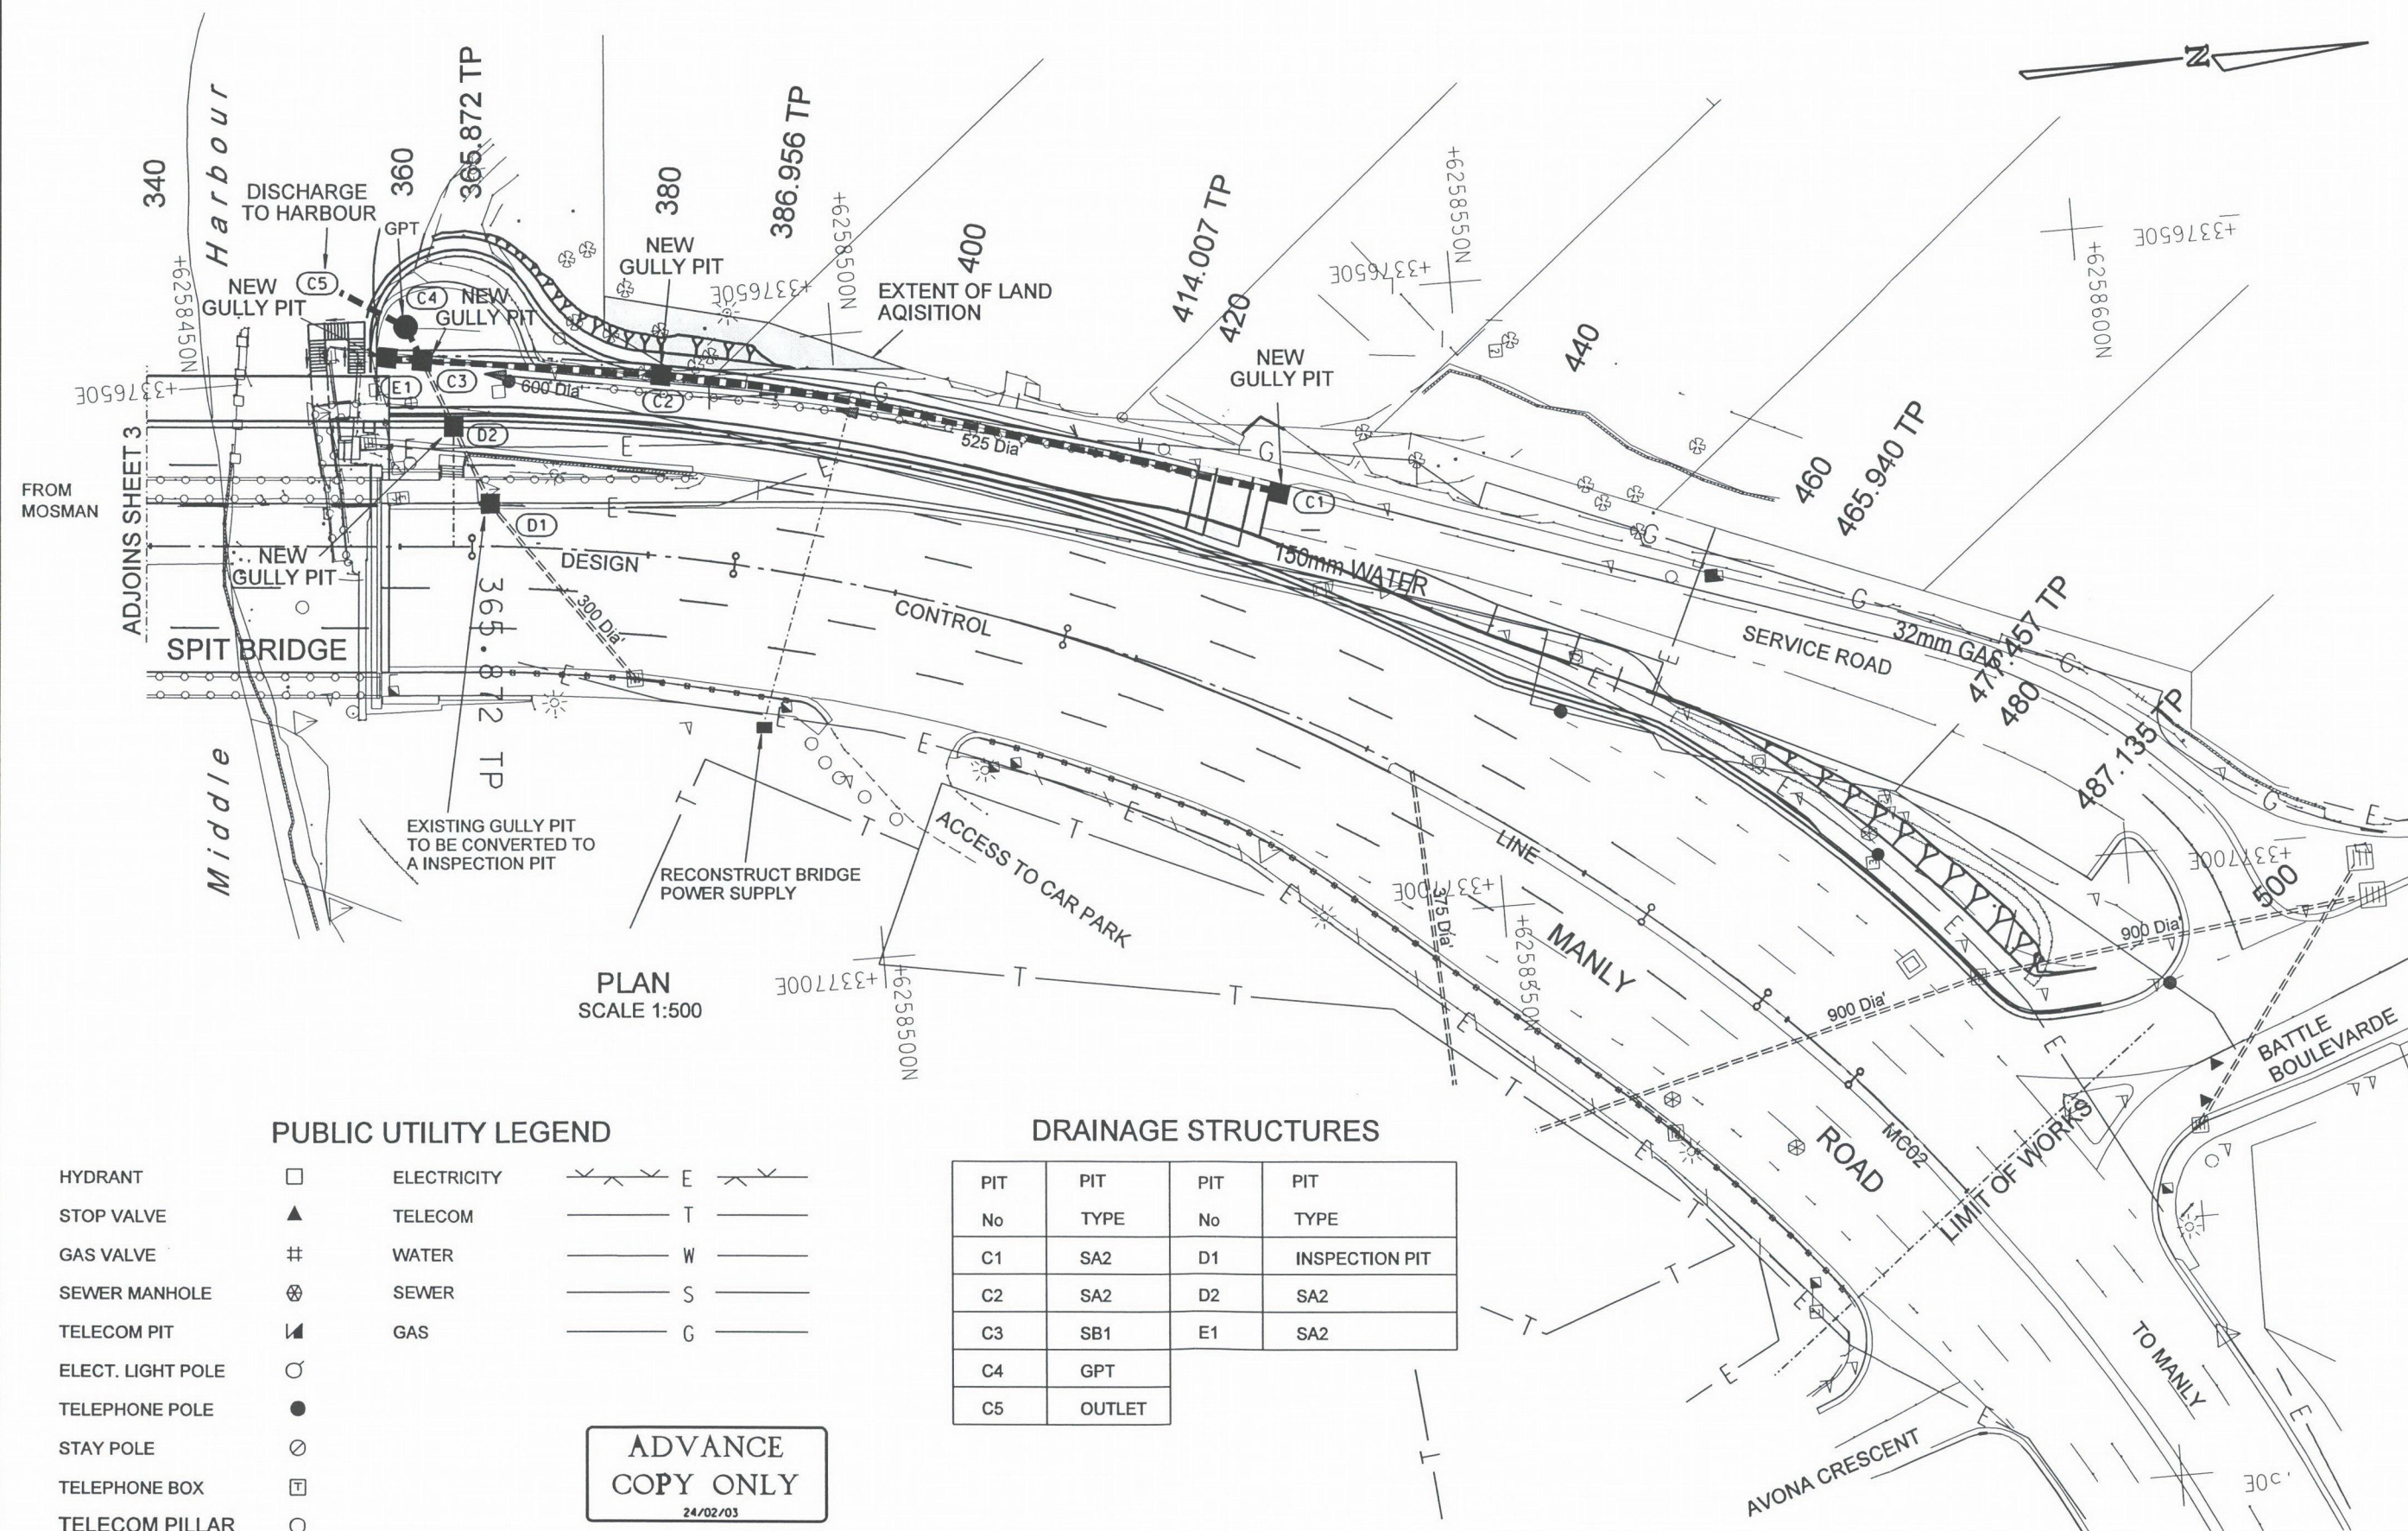 340
Harbour
DISCHARGE
TO HARBOUR
360
365.872 TP
380
386.956 TP
400
414.007 TP
420
440
460
465.940 TP
477.457 TP
480
487.135 TP
500
N
GPT
C5
C4
NEW
GULLY PIT
NEW
GULLY PIT
NEW
GULLY PIT
EXTENT OF LAND
AQISITION
NEW
GULLY PIT
+6258450N
+337650E
+337650E
+6258500N
+337650E
+6258550N
+337650E
+6258600N
E1
C3
600 Dia'
C2
525 Dia'
C1
D2
D1
FROM
MOSMAN
ADJOINS SHEET 3
NEW
GULLY PIT
SPIT BRIDGE
300 Dia'
365.872 TP
DESIGN
CONTROL
LINE
MC02
150mm WATER
SERVICE ROAD
32mm GAS
Middle
EXISTING GULLY PIT
TO BE CONVERTED TO
A INSPECTION PIT
RECONSTRUCT BRIDGE
POWER SUPPLY
ACCESS TO CAR PARK
PLAN
SCALE 1:500
+337700E
+6258500N
+337700E
+6258550N
+337700E
375 Dia'
900 Dia'
900 Dia'
MANLY
ROAD
BATTLE
BOULEVARDE
LIMIT OF WORKS
TO MANLY
AVONA CRESCENT
PUBLIC UTILITY LEGEND
HYDRANT
ELECTRICITY E
STOP VALVE
TELECOM T
GAS VALVE
WATER W
SEWER MANHOLE
SEWER S
TELECOM PIT
GAS G
ELECT. LIGHT POLE
TELEPHONE POLE
STAY POLE
TELEPHONE BOX T
TELECOM PILLAR
ADVANCE
COPY ONLY
24/02/03
DRAINAGE STRUCTURES
PIT PIT PIT PIT
No TYPE No TYPE
C1 SA2 D1 INSPECTION PIT
C2 SA2 D2 SA2
C3 SB1 E1 SA2
C4 GPT
C5 OUTLET